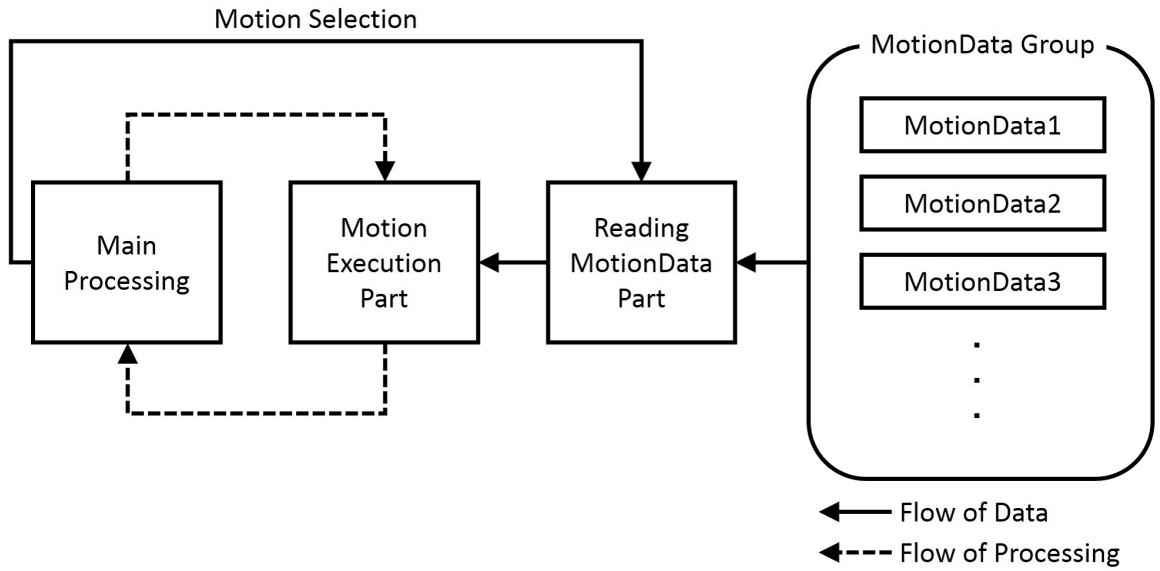 Motion Selection
MotionData Group
MotionData1
MotionData2
MotionData3
Main
Processing
Motion
Execution
Part
Reading
MotionData
Part
Flow of Data
Flow of Processing